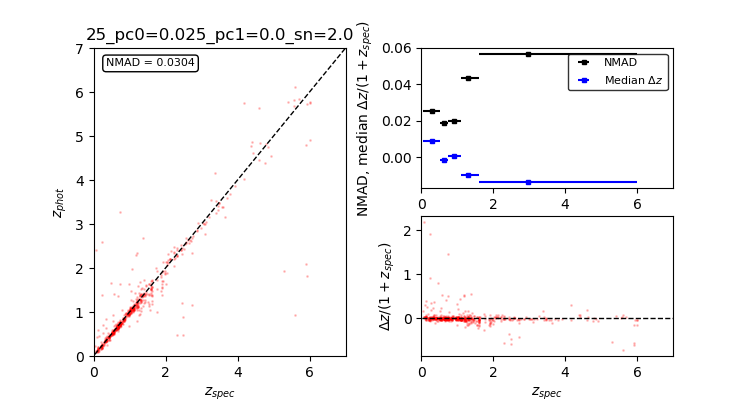 25_pc0=0.025_pc1=0.0_sn=2.0
NMAD = 0.0304
7
6
5
4
3
2
1
0
z_phot
0 2 4 6
z_spec
NMAD, median Δz/(1 + z_spec)
0.06
0.04
0.02
0.00
NMAD
Median Δz
0 2 4 6
Δz/(1 + z_spec)
2
1
0
0 2 4 6
z_spec